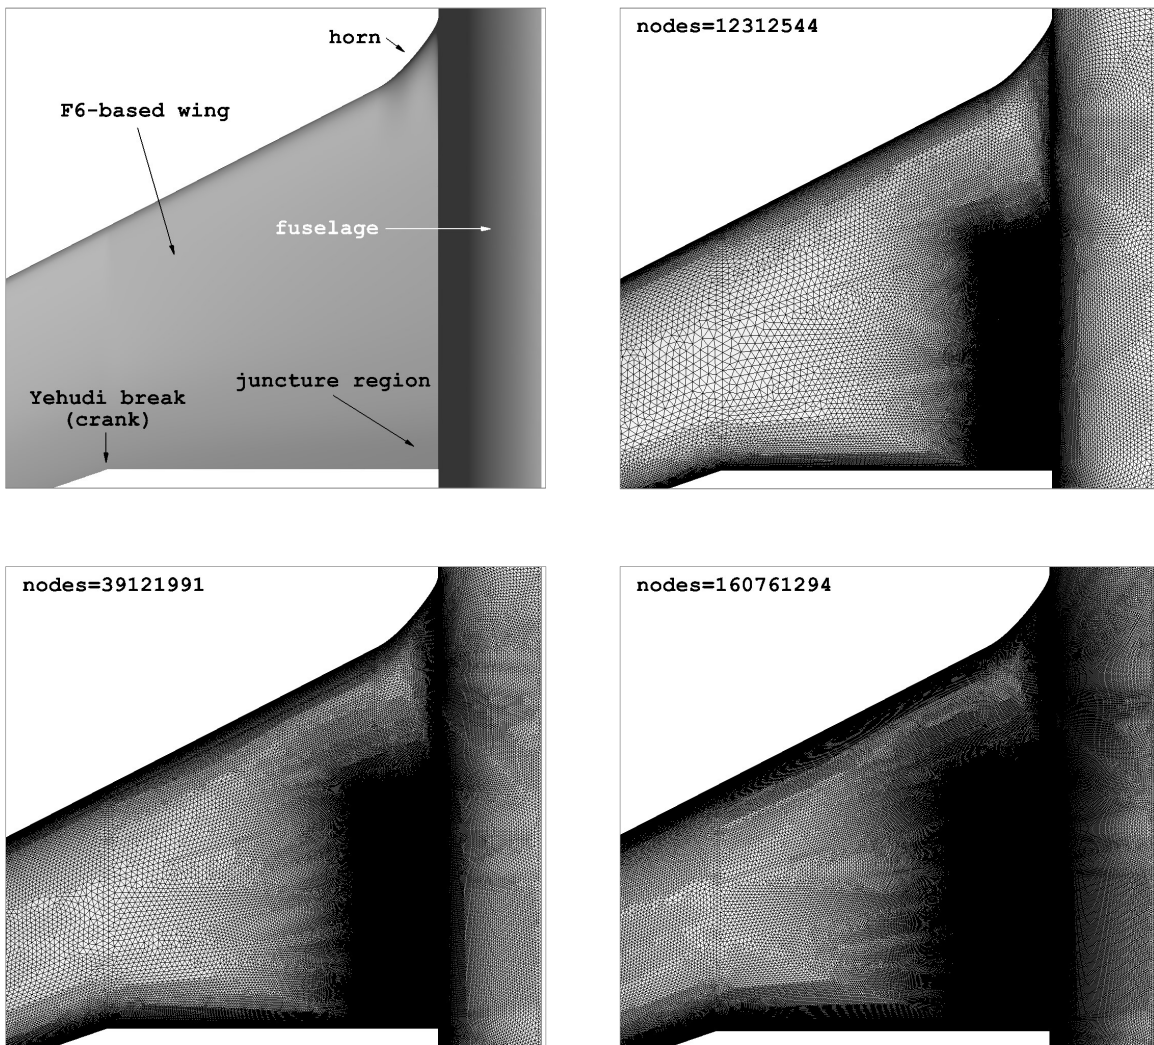 horn
F6-based wing
fuselage
juncture region
Yehudi break
(crank)
nodes=12312544
nodes=39121991
nodes=160761294